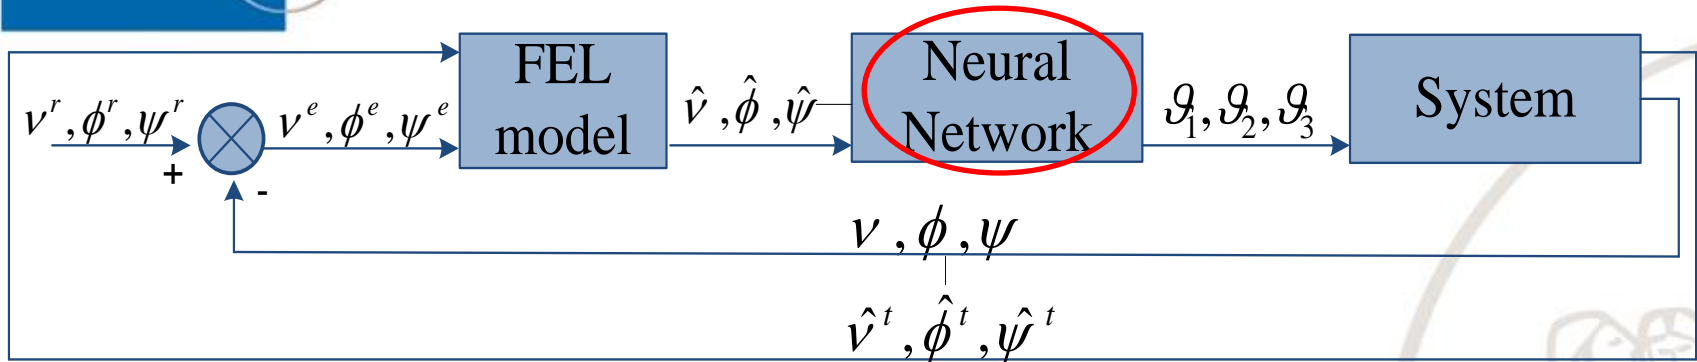 FEL
model
Neural
Network
System
ν^r, ϕ^r, ψ^r
+
-
ν^e, ϕ^e, ψ^e
ν̂, ϕ̂, ψ̂
ϑ₁, ϑ₂, ϑ₃
ν, ϕ, ψ
ν̂^t, ϕ̂^t, ψ̂^t